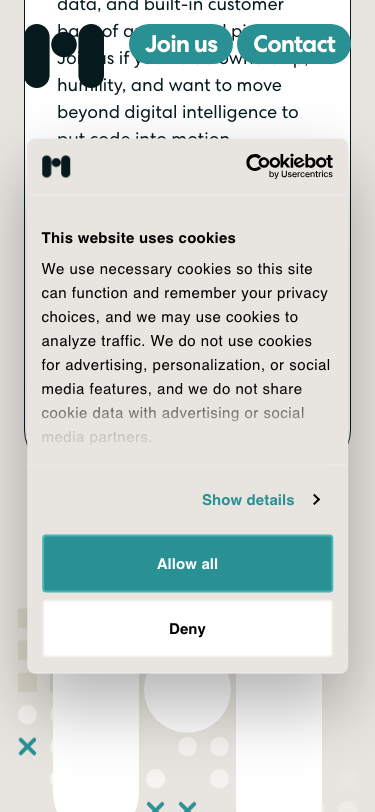 data, and built-in customer
Join us
Contact
humility, and want to move
beyond digital intelligence to
put code into motion.
Cookiebot
by Usercentrics
This website uses cookies
We use necessary cookies so this site
can function and remember your privacy
choices, and we may use cookies to
analyze traffic. We do not use cookies
for advertising, personalization, or social
media features, and we do not share
cookie data with advertising or social
media partners.
Show details
Allow all
Deny